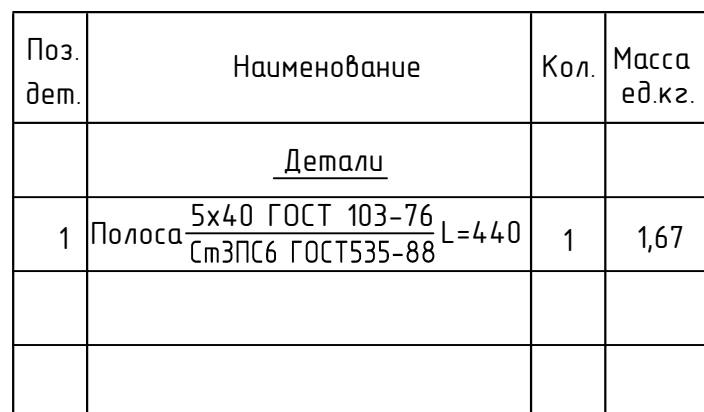 Поз. дет. Наименование Кол. Масса ед.кг.
Детали
1 Полоса 5х40 ГОСТ 103-76 L=440 1 1,67
Ст3ПС6 ГОСТ535-88